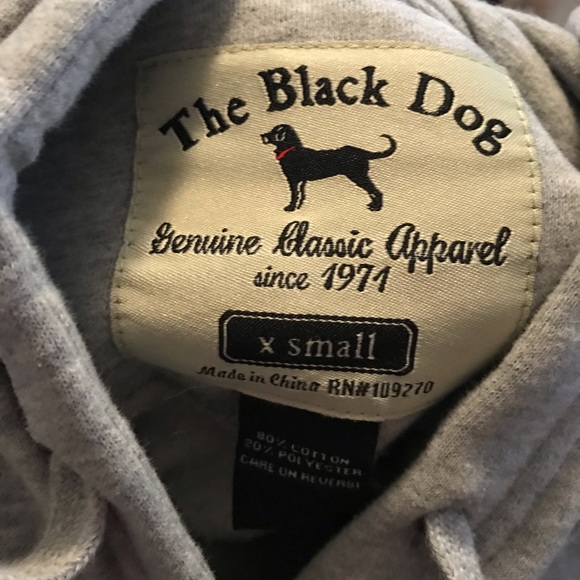 The Black Dog
Genuine Classic Apparel
since 1971
x small
Made in China RN#109270
80% COTTON
20% POLYESTER
CARE ON REVERSE